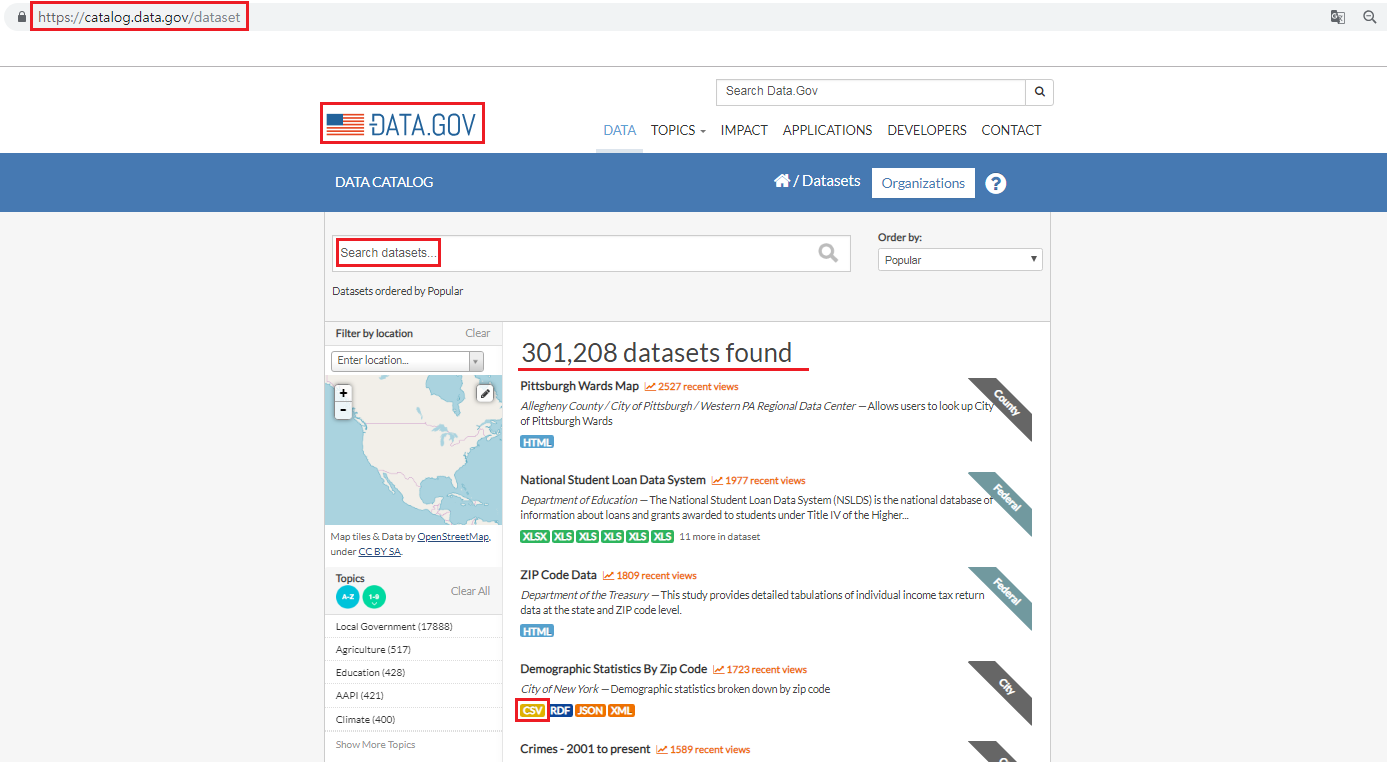 https://catalog.data.gov/dataset
Search Data.Gov
DATA.GOV
DATA TOPICS IMPACT APPLICATIONS DEVELOPERS CONTACT
DATA CATALOG
/ Datasets Organizations ?
Search datasets...
Order by:
Popular
Datasets ordered by Popular
Filter by location Clear
Enter location...
+
-
Map tiles & Data by OpenStreetMap,
under CC BY SA.
Topics
A-Z 1-9
Clear All
Local Government (17888)
Agriculture (517)
Education (428)
AAPI (421)
Climate (400)
Show More Topics
301,208 datasets found
Pittsburgh Wards Map 2527 recent views
County
Allegheny County / City of Pittsburgh / Western PA Regional Data Center — Allows users to look up City
of Pittsburgh Wards
HTML
National Student Loan Data System 1977 recent views
Federal
Department of Education — The National Student Loan Data System (NSLDS) is the national database of
information about loans and grants awarded to students under Title IV of the Higher...
XLSX XLS XLS XLS XLS XLS 11 more in dataset
ZIP Code Data 1809 recent views
Federal
Department of the Treasury — This study provides detailed tabulations of individual income tax return
data at the state and ZIP code level.
HTML
Demographic Statistics By Zip Code 1723 recent views
City
City of New York — Demographic statistics broken down by zip code
CSV RDF JSON XML
Crimes - 2001 to present 1589 recent views